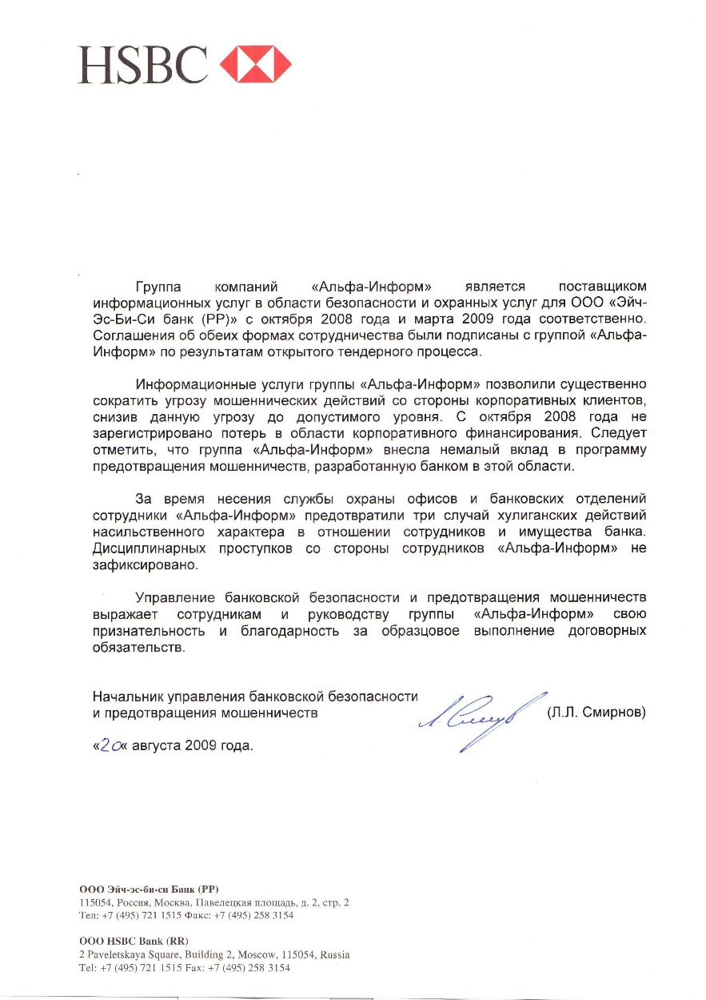 HSBC
Группа компаний «Альфа-Информ» является поставщиком
информационных услуг в области безопасности и охранных услуг для ООО «Эйч-
Эс-Би-Си банк (РР)» с октября 2008 года и марта 2009 года соответственно.
Соглашения об обеих формах сотрудничества были подписаны с группой «Альфа-
Информ» по результатам открытого тендерного процесса.
Информационные услуги группы «Альфа-Информ» позволили существенно
сократить угрозу мошеннических действий со стороны корпоративных клиентов,
снизив данную угрозу до допустимого уровня. С октября 2008 года не
зарегистрировано потерь в области корпоративного финансирования. Следует
отметить, что группа «Альфа-Информ» внесла немалый вклад в программу
предотвращения мошенничеств, разработанную банком в этой области.
За время несения службы охраны офисов и банковских отделений
сотрудники «Альфа-Информ» предотвратили три случай хулиганских действий
насильственного характера в отношении сотрудников и имущества банка.
Дисциплинарных проступков со стороны сотрудников «Альфа-Информ» не
зафиксировано.
Управление банковской безопасности и предотвращения мошенничеств
выражает сотрудникам и руководству группы «Альфа-Информ» свою
признательность и благодарность за образцовое выполнение договорных
обязательств.
Начальник управления банковской безопасности
и предотвращения мошенничеств (Л.Л. Смирнов)
«20« августа 2009 года.
ООО Эйч-эс-би-си Банк (РР)
115054, Россия, Москва, Павелецкая площадь, д. 2, стр. 2
Тел: +7 (495) 721 1515 Факс: +7 (495) 258 3154
ООО HSBC Bank (RR)
2 Paveletskaya Square, Building 2, Moscow, 115054, Russia
Tel: +7 (495) 721 1515 Fax: +7 (495) 258 3154